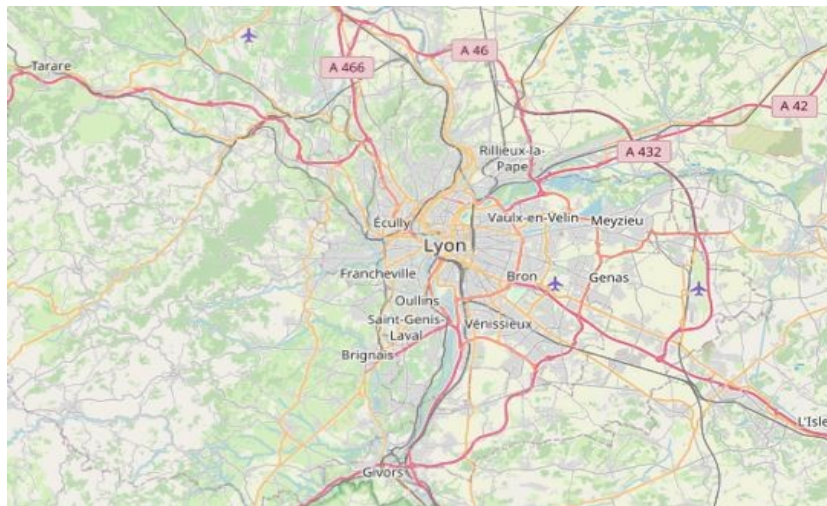 A 46
Tarare
A 466
A 42
Rillieux-la-
Pape
A 432
Écully
Vaulx-en-Velin
Meyzieu
Lyon
Francheville
Bron
Genas
Oullins
Saint-Genis-
Laval
Vénissieux
Brignais
L'Isle
Givors